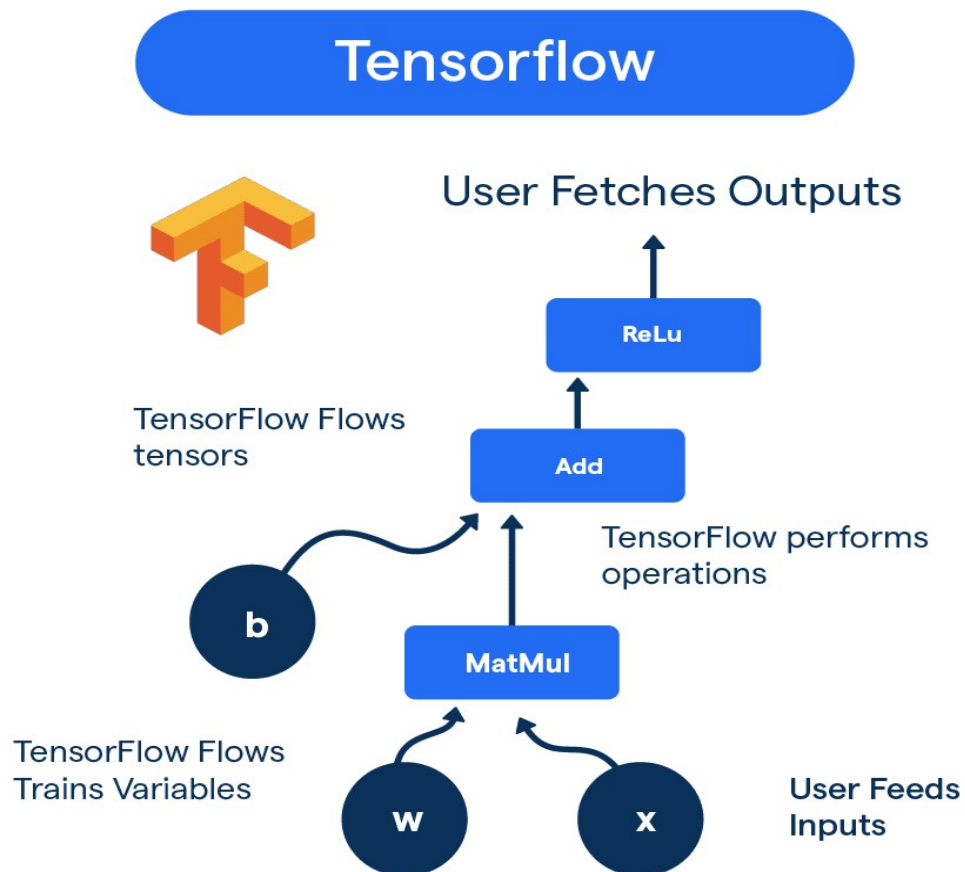 Tensorflow
User Fetches Outputs
ReLu
TensorFlow Flows
tensors
Add
TensorFlow performs
operations
b
MatMul
TensorFlow Flows
Trains Variables
w
x
User Feeds
Inputs